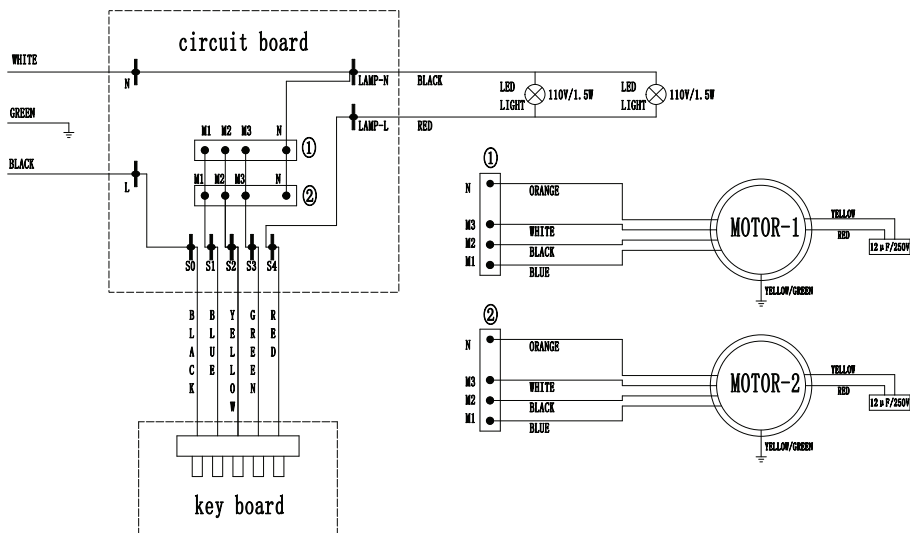 circuit board
WHITE
N
LAMP-N
BLACK
LED
LIGHT
110V/1.5W
LED
LIGHT
110V/1.5W
GREEN
LAMP-L
RED
M1 M2 M3 N
①
BLACK
L
M1 M2 M3 N
②
S0 S1 S2 S3 S4
BLACK
BLUE
YELLOW
GREEN
RED
key board
①
N
ORANGE
M3
WHITE
M2
BLACK
M1
BLUE
MOTOR-1
YELLOW
RED
12μF/250V
YELLOW/GREEN
②
N
ORANGE
M3
WHITE
M2
BLACK
M1
BLUE
MOTOR-2
YELLOW
RED
12μF/250V
YELLOW/GREEN